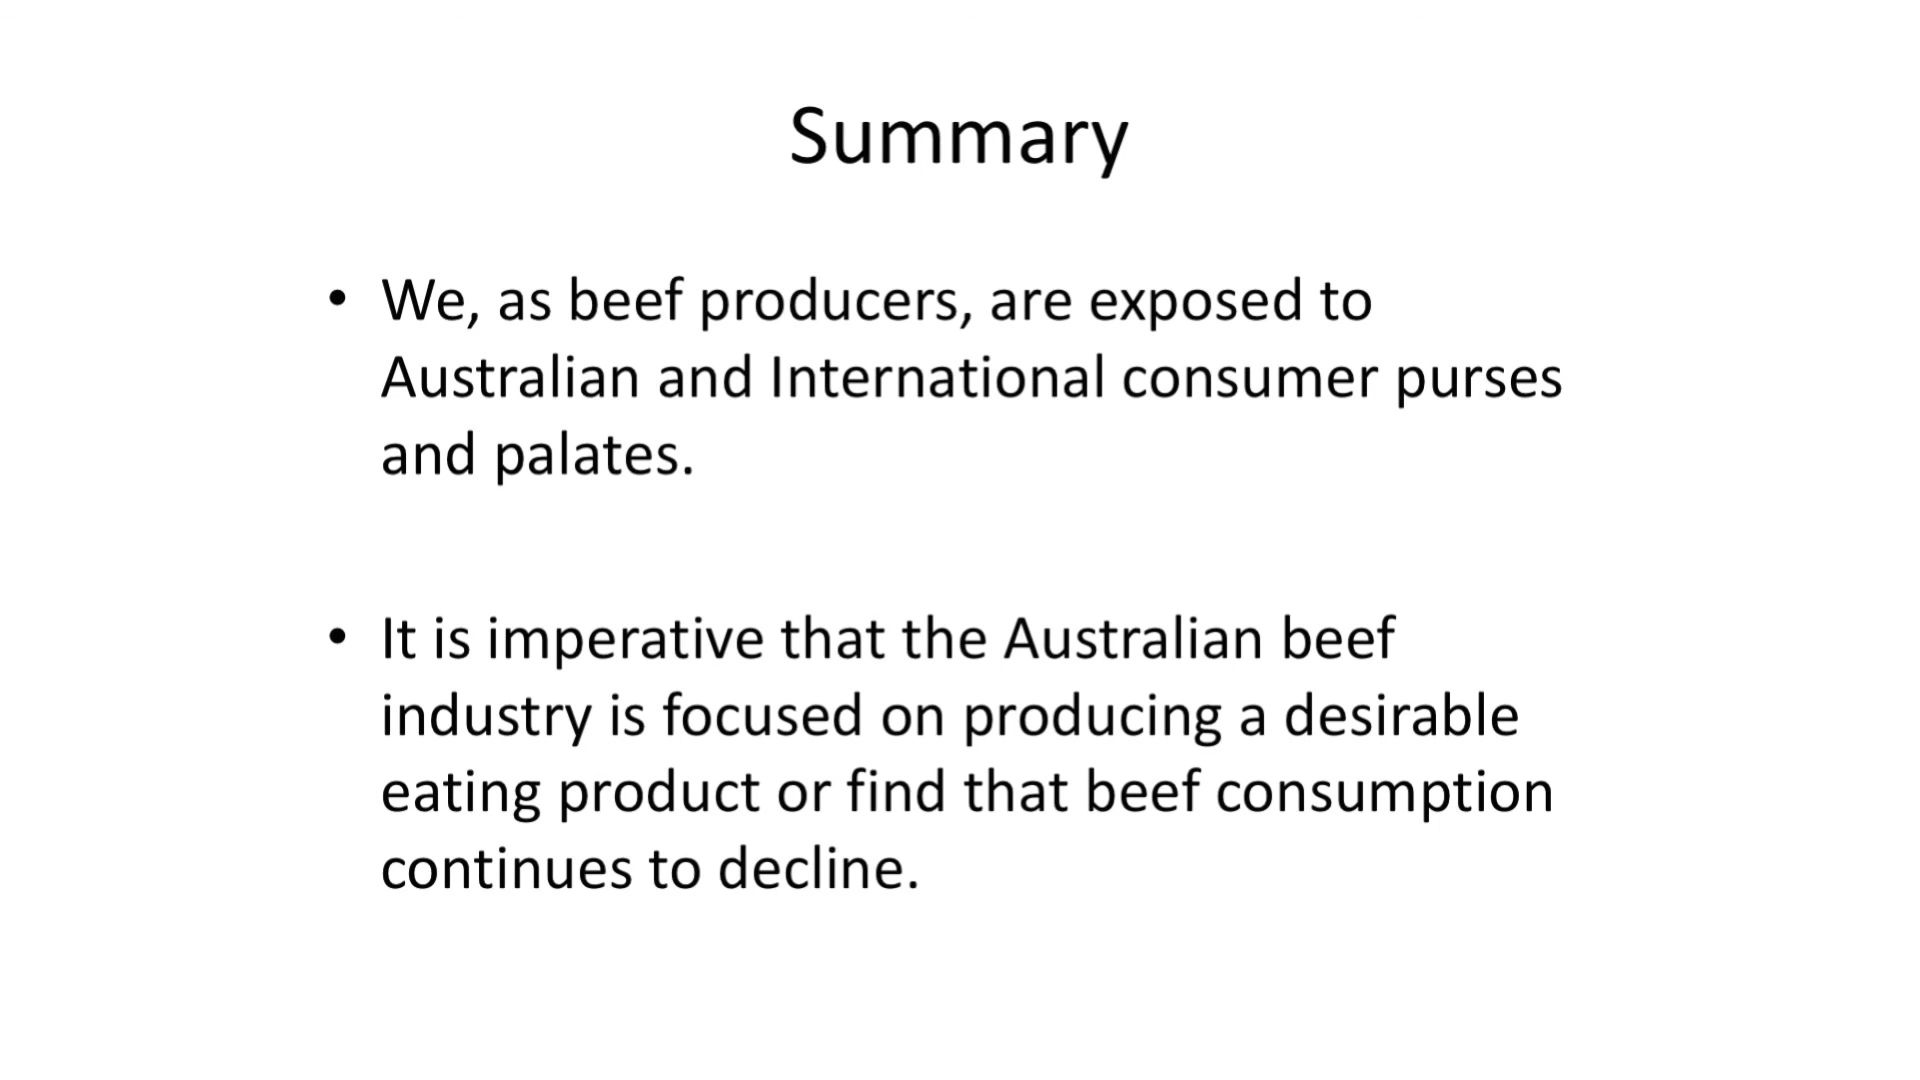 Summary
• We, as beef producers, are exposed to
Australian and International consumer purses
and palates.
• It is imperative that the Australian beef
industry is focused on producing a desirable
eating product or find that beef consumption
continues to decline.